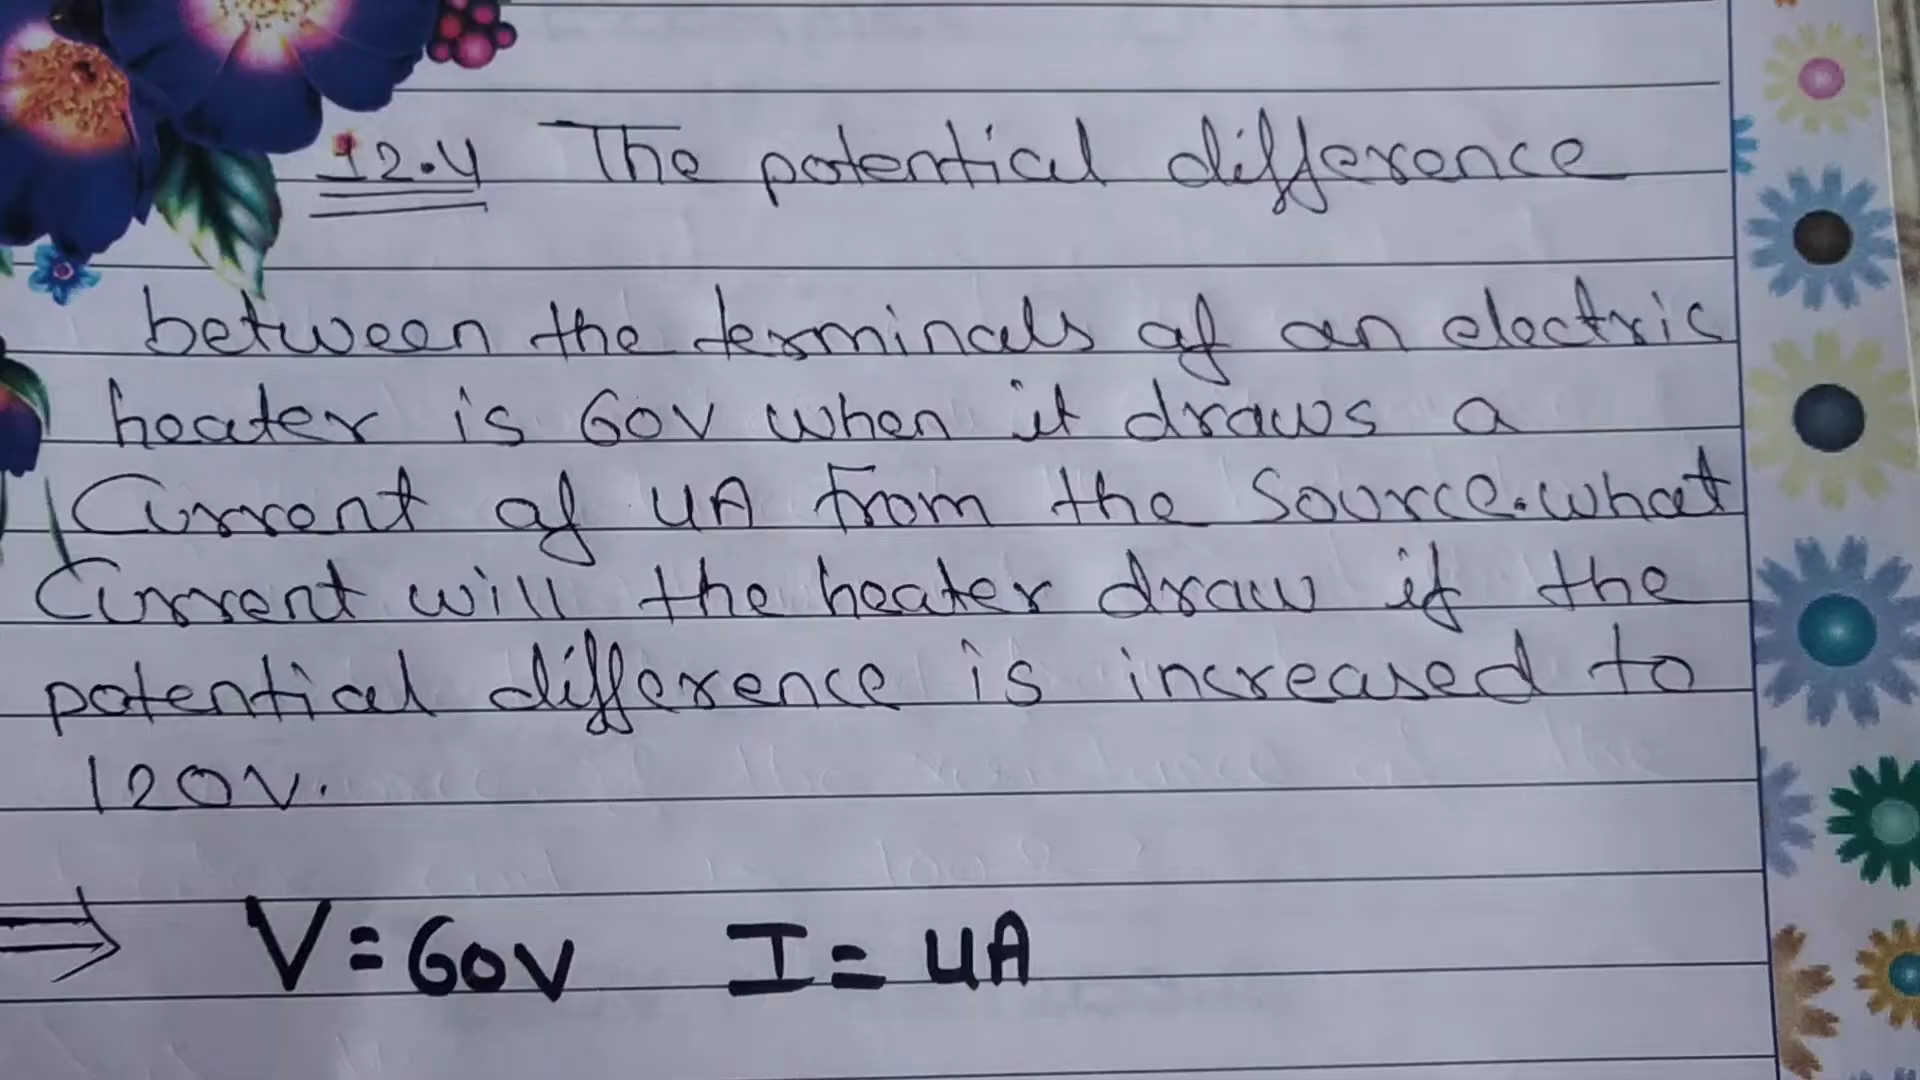 12.4 The potential difference
between the terminals of an electric
heater is 60V when it draws a
Current of 4A from the Source. what
Current will the heater draw if the
potential difference is increased to
120V.
⇒ V = 60V I = 4A